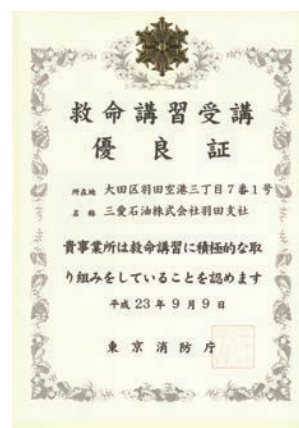 救命講習受講
優良証
所在地 大田区羽田空港三丁目7番1号
名称 三愛石油株式会社羽田支社
貴事業所は救命講習に積極的な取
り組みをしていることを認めます
平成23年9月9日
東京消防庁